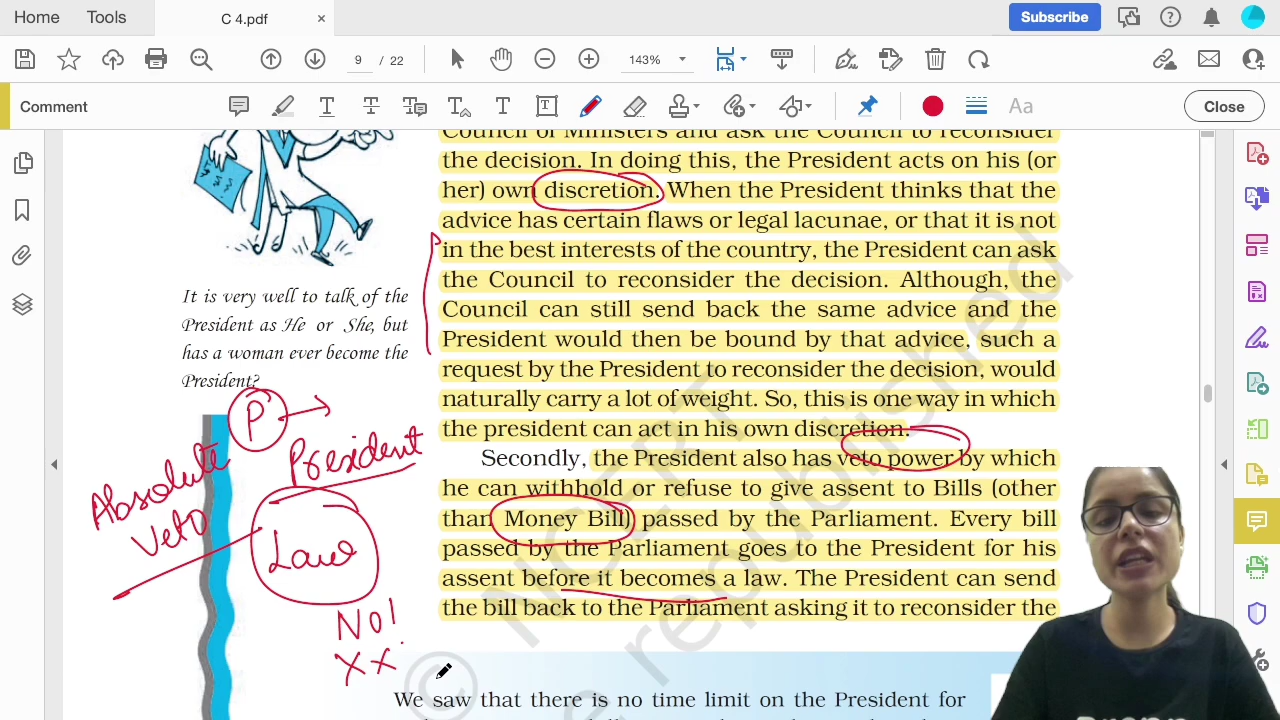 Home Tools C 4.pdf × Subscribe
9 / 22 143%
Comment Aa Close
Council of Ministers and ask the Council to reconsider
the decision. In doing this, the President acts on his (or
her) own discretion. When the President thinks that the
advice has certain flaws or legal lacunae, or that it is not
in the best interests of the country, the President can ask
the Council to reconsider the decision. Although, the
Council can still send back the same advice and the
President would then be bound by that advice, such a
request by the President to reconsider the decision, would
naturally carry a lot of weight. So, this is one way in which
the president can act in his own discretion.
Secondly, the President also has veto power by which
he can withhold or refuse to give assent to Bills (other
than Money Bill) passed by the Parliament. Every bill
passed by the Parliament goes to the President for his
assent before it becomes a law. The President can send
the bill back to the Parliament asking it to reconsider the
It is very well to talk of the
President as He or She, but
has a woman ever become the
President?
P
President
Absolute
Veto
Law
No!
XX
We saw that there is no time limit on the President for
© NCERT
republished